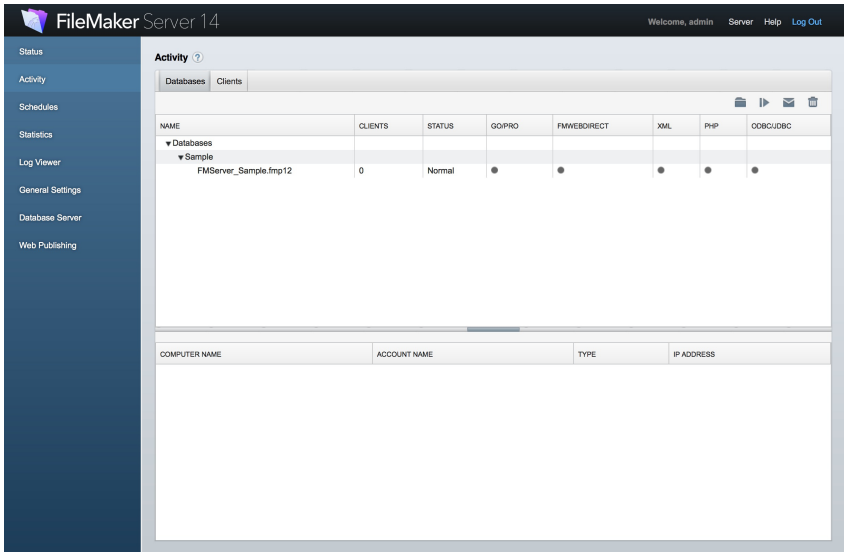 FileMaker Server 14
Welcome, admin Server Help Log Out
Status
Activity
Schedules
Statistics
Log Viewer
General Settings
Database Server
Web Publishing
Activity ?
Databases Clients
NAME CLIENTS STATUS GO/PRO FMWEBDIRECT XML PHP ODBC/JDBC
Databases
Sample
FMServer_Sample.fmp12 0 Normal
COMPUTER NAME ACCOUNT NAME TYPE IP ADDRESS